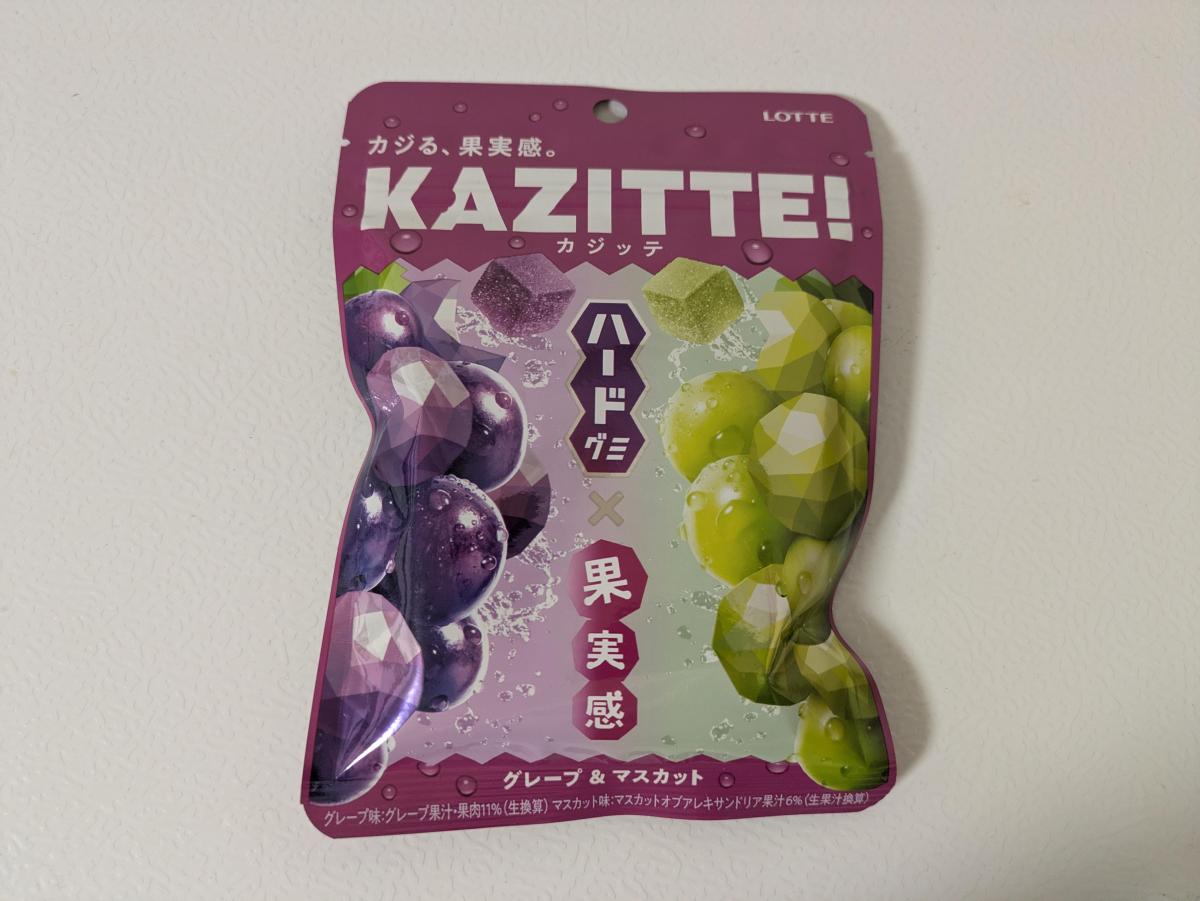 LOTTE
カジる、果実感。
KAZITTE!
カジッテ
ハードグミ
×
果実感
グレープ & マスカット
グレープ味:グレープ果汁・果肉11%(生換算) マスカット味:マスカットオブアレキサンドリア果汁6%(生果汁換算)